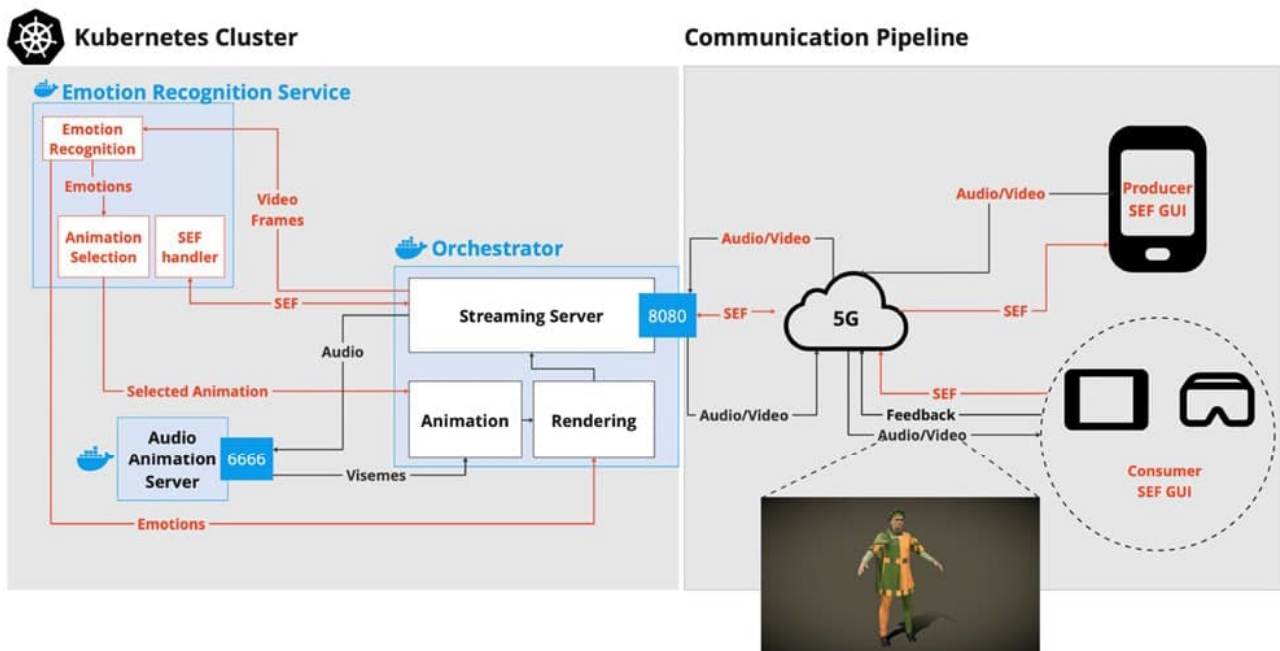 Kubernetes Cluster
Communication Pipeline
Emotion Recognition Service
Emotion
Recognition
Emotions
Animation
Selection
SEF
handler
Video
Frames
SEF
Orchestrator
Streaming Server
8080
Audio
Selected Animation
Animation
Rendering
Audio
Animation
Server
6666
Visemes
Emotions
Audio/Video
SEF
Audio/Video
5G
Audio/Video
Producer
SEF GUI
SEF
SEF
Feedback
Audio/Video
Consumer
SEF GUI